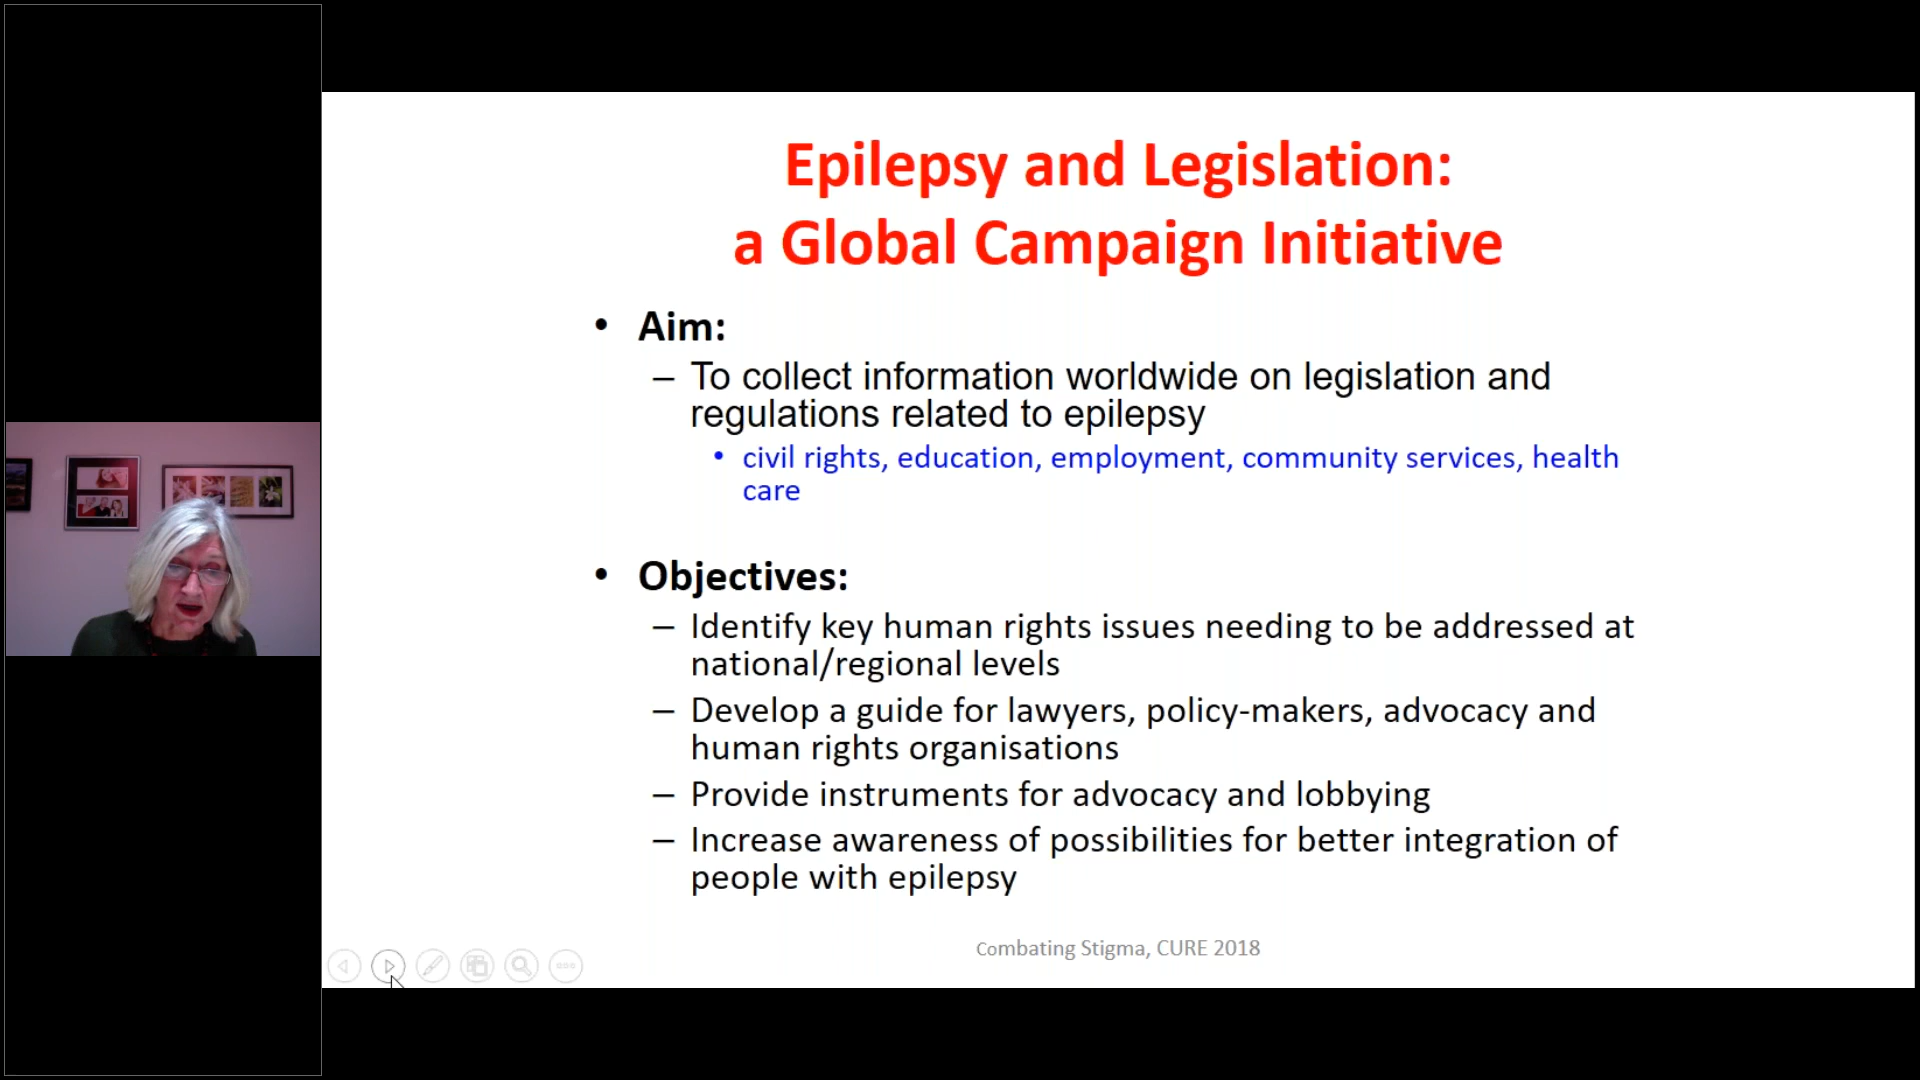 Epilepsy and Legislation:
a Global Campaign Initiative
• Aim:
– To collect information worldwide on legislation and
regulations related to epilepsy
• civil rights, education, employment, community services, health
care
• Objectives:
– Identify key human rights issues needing to be addressed at
national/regional levels
– Develop a guide for lawyers, policy-makers, advocacy and
human rights organisations
– Provide instruments for advocacy and lobbying
– Increase awareness of possibilities for better integration of
people with epilepsy
Combating Stigma, CURE 2018